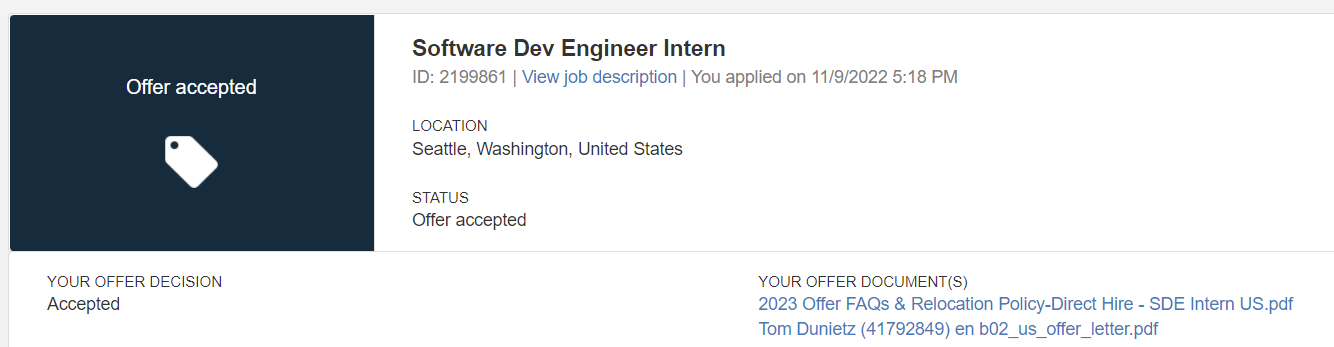 Offer accepted
Software Dev Engineer Intern
ID: 2199861 | View job description | You applied on 11/9/2022 5:18 PM
LOCATION
Seattle, Washington, United States
STATUS
Offer accepted
YOUR OFFER DECISION
Accepted
YOUR OFFER DOCUMENT(S)
2023 Offer FAQs & Relocation Policy-Direct Hire - SDE Intern US.pdf
Tom Dunietz (41792849) en b02_us_offer_letter.pdf